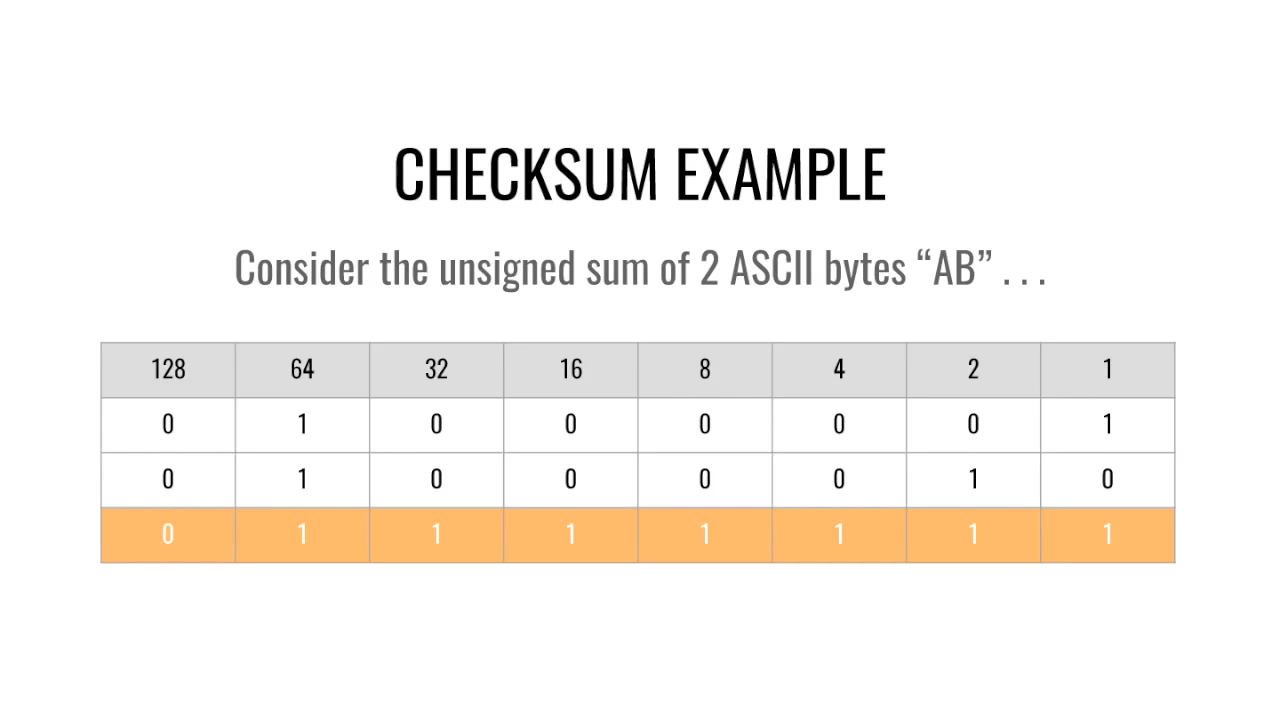 CHECKSUM EXAMPLE
Consider the unsigned sum of 2 ASCII bytes “AB” . . .
128 64 32 16 8 4 2 1
0 1 0 0 0 0 0 1
0 1 0 0 0 0 1 0
0 1 1 1 1 1 1 1